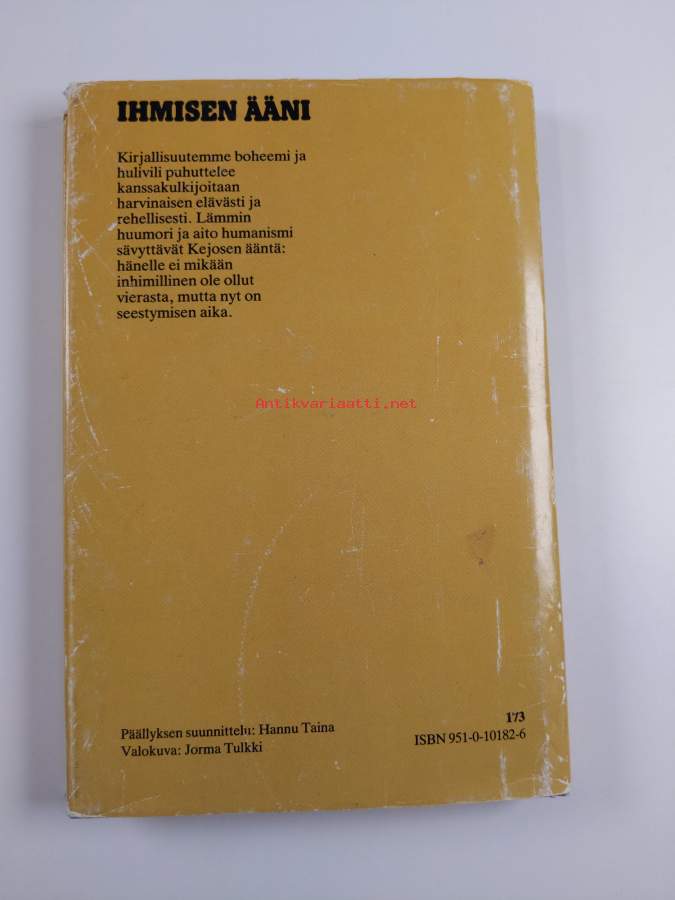 IHMISEN ÄÄNI
Kirjallisuutemme boheemi ja
hulivili puhuttelee
kanssakulkijoitaan
harvinaisen elävästi ja
rehellisesti. Lämmin
huumori ja aito humanismi
sävyttävät Kejosen ääntä:
hänelle ei mikään
inhimillinen ole ollut
vierasta, mutta nyt on
seestymisen aika.
Antikvariaatti.net
Päällyksen suunnittelu: Hannu Taina
Valokuva: Jorma Tulkki
ISBN 951-0-10182-6